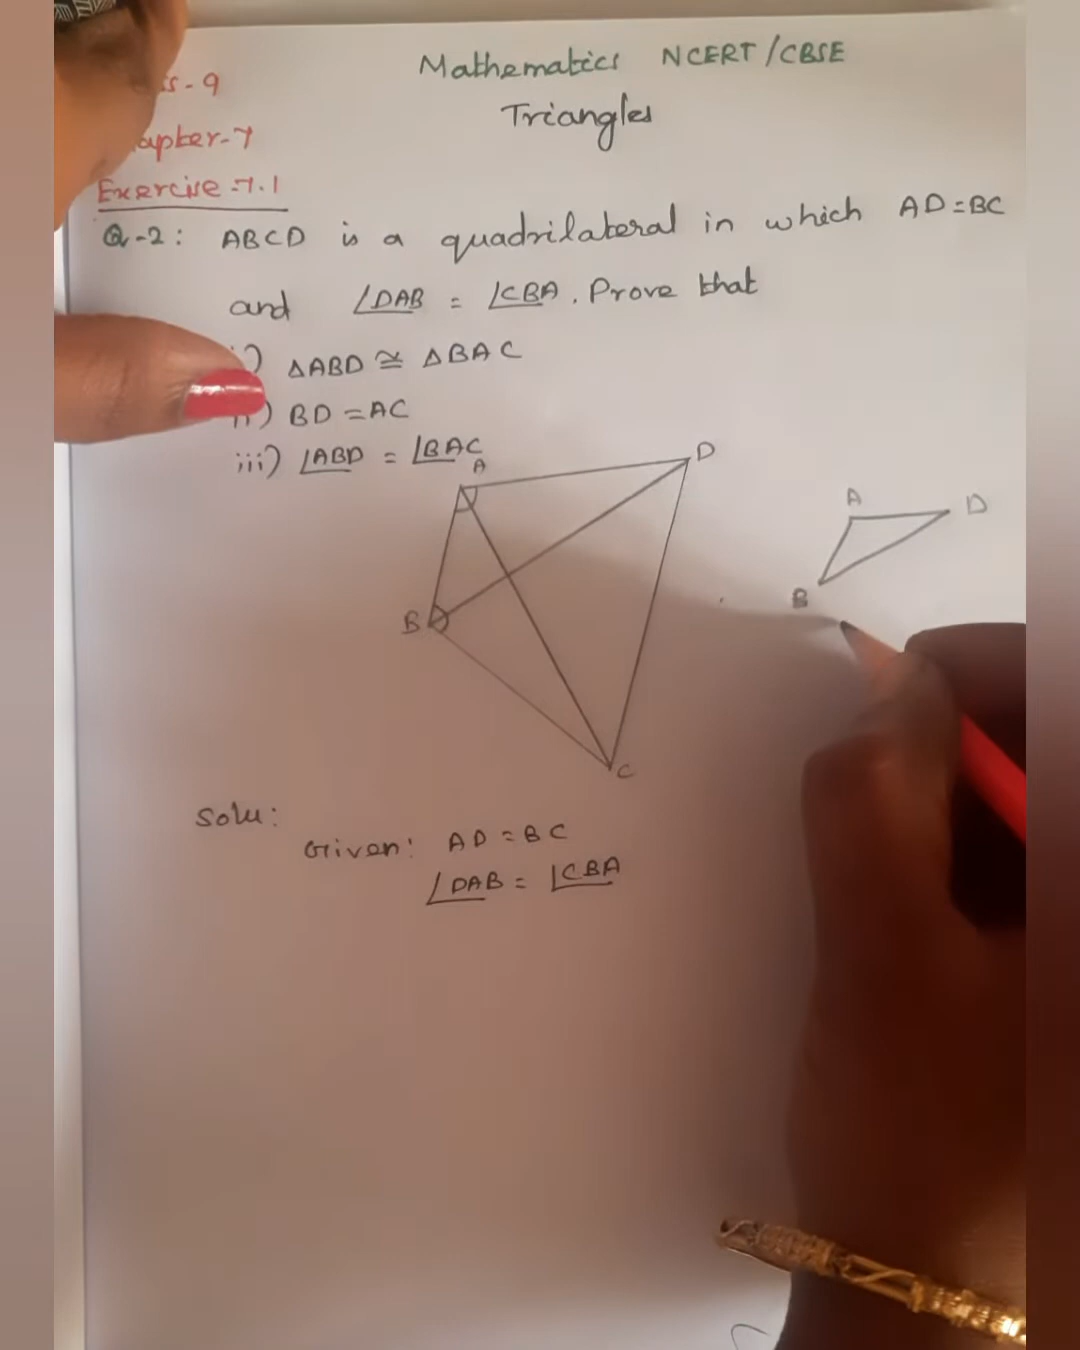 Mathematics NCERT/CBSE
Triangles
-9
-7
Exercise-7.1
Q-2: ABCD is a quadrilateral in which AD=BC
and ∠DAB = ∠CBA. Prove that
) ΔABD ≅ ΔBAC
) BD=AC
iii) ∠ABD = ∠BAC
A
D
B
C
A
D
B
Solu:
Given: AD=BC
∠DAB = ∠CBA